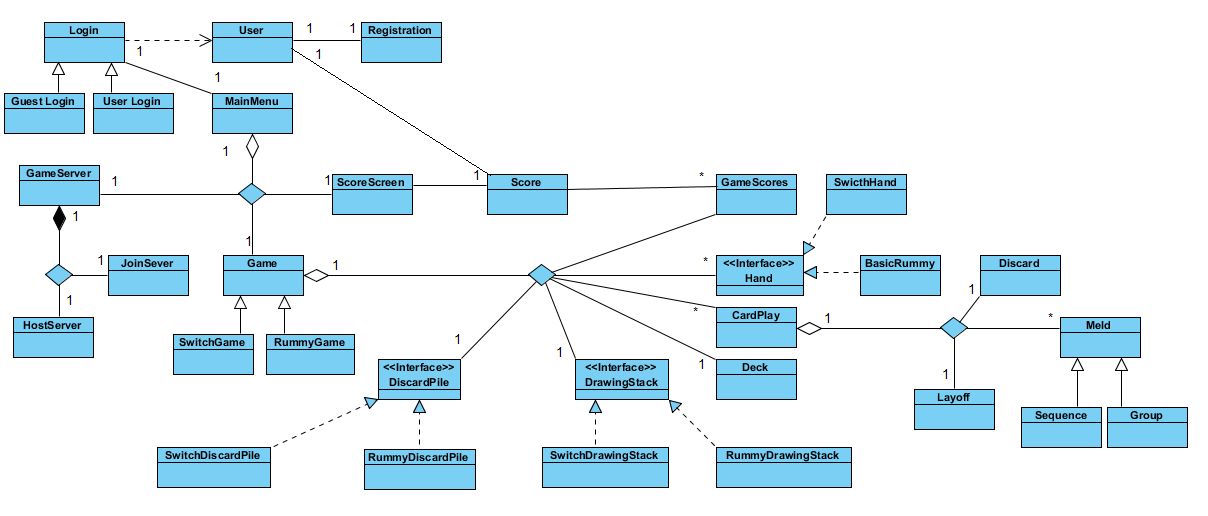 Login
User
1
1
Registration
1
1
1
Guest Login
User Login
MainMenu
1
GameServer
1
1
ScoreScreen
1
Score
*
GameScores
SwicthHand
1
1
Game
1
*
<<Interface>>
Hand
BasicRummy
Discard
1
JoinSever
1
HostServer
SwitchGame
RummyGame
*
CardPlay
1
1
*
Meld
1
<<Interface>>
DiscardPile
1
<<Interface>>
DrawingStack
1
Deck
1
Layoff
Sequence
Group
SwitchDiscardPile
RummyDiscardPile
SwitchDrawingStack
RummyDrawingStack